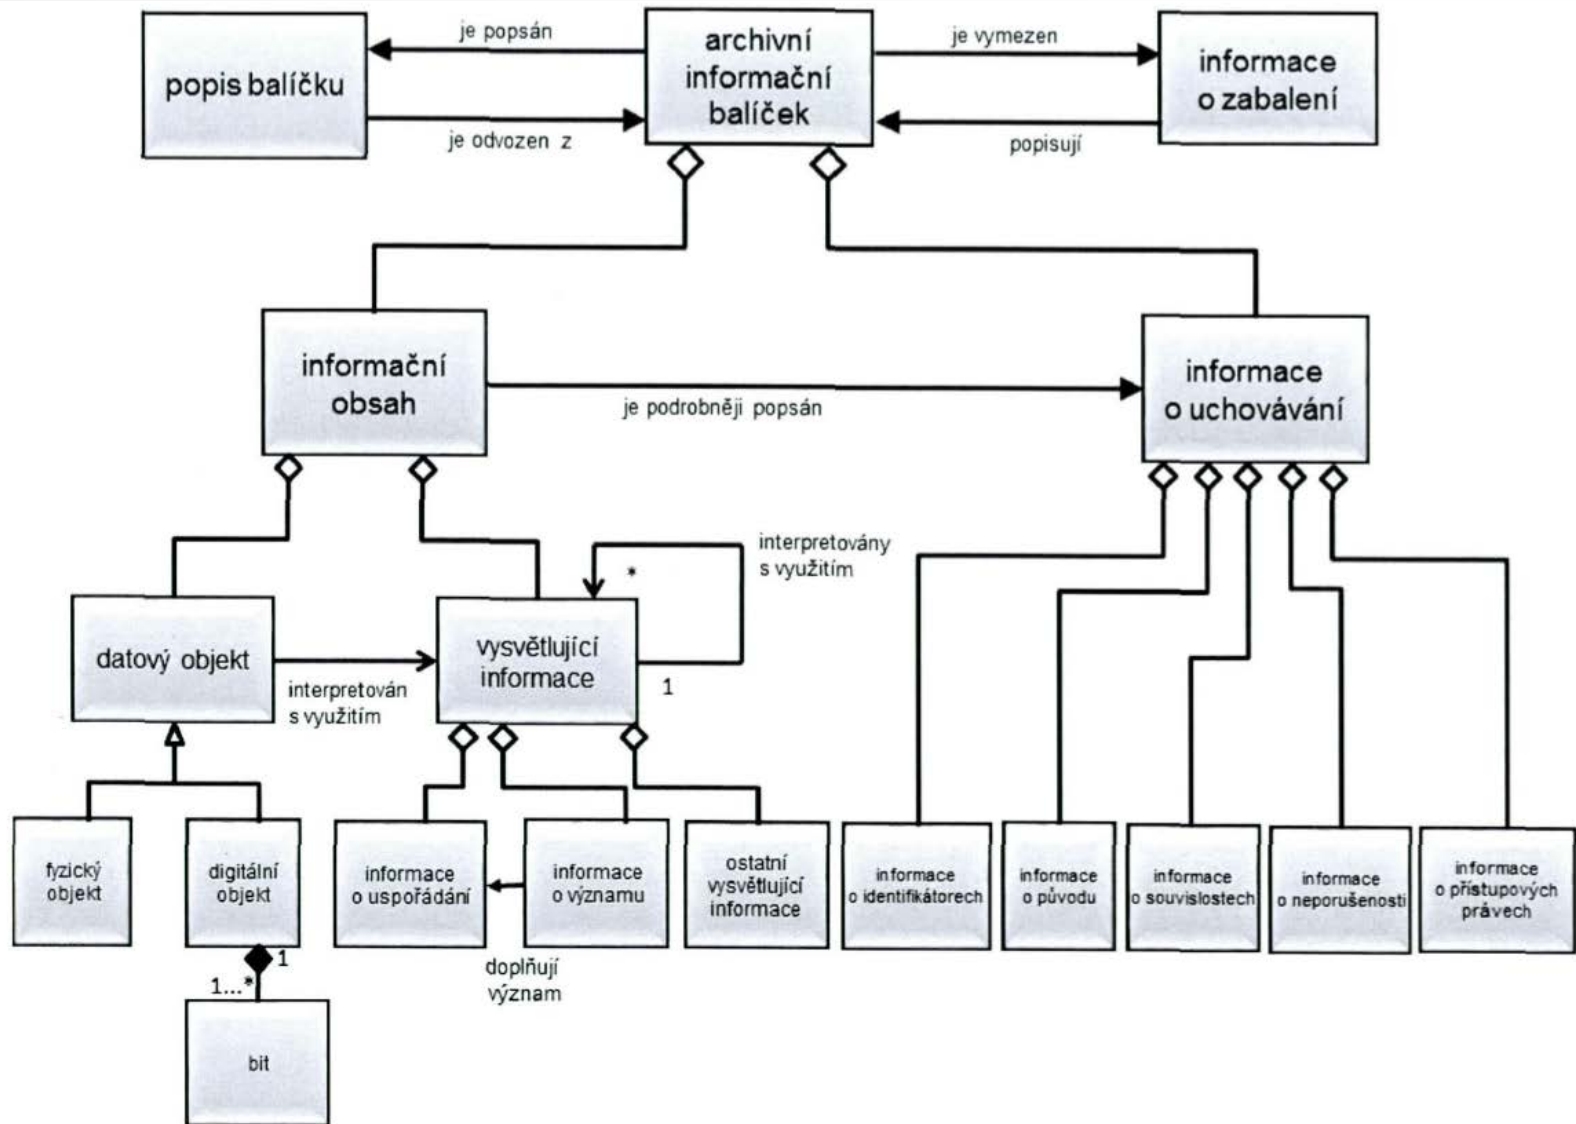 je popsán
archivní
informační
balíček
je vymezen
popis balíčku
informace
o zabalení
je odvozen z
popisují
informační
obsah
je podrobněji popsán
informace
o uchovávání
interpretovány
s využitím
*
1
datový objekt
interpretován
s využitím
vysvětlující
informace
fyzický
objekt
digitální
objekt
informace
o uspořádání
informace
o významu
ostatní
vysvětlující
informace
informace
o identifikátorech
informace
o původu
informace
o souvislostech
informace
o neporušenosti
informace
o přístupových
právech
doplňují
význam
1
1...*
bit